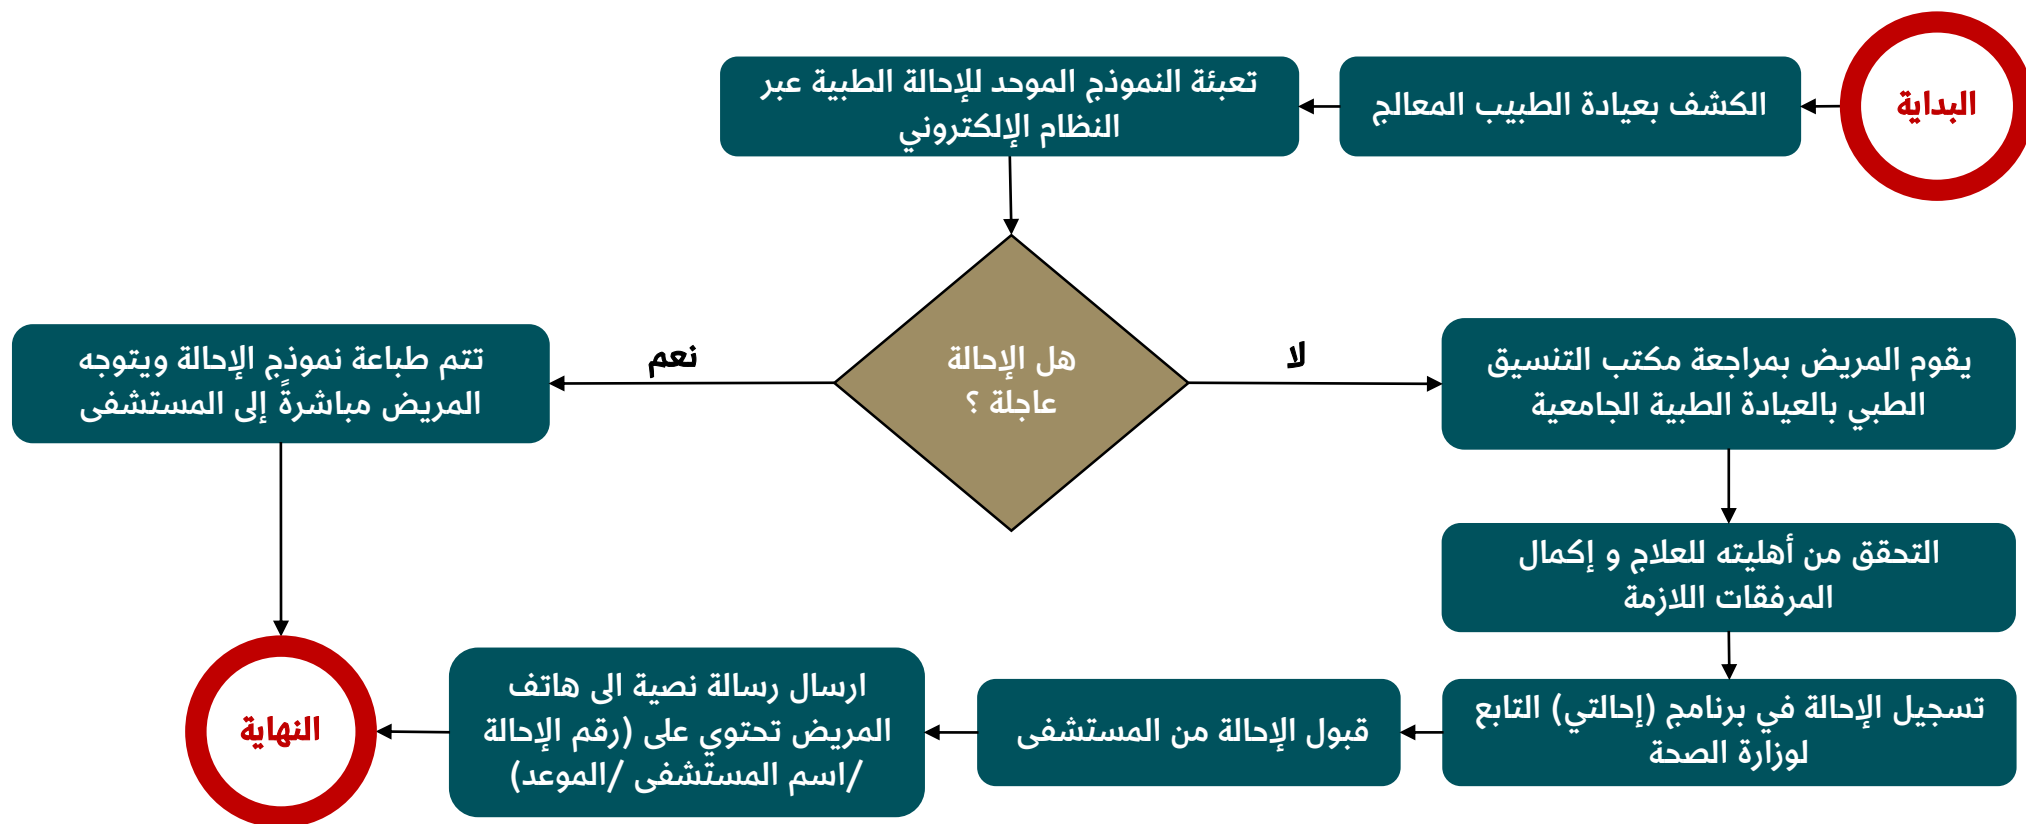 البداية
الكشف بعيادة الطبيب المعالج
تعبئة النموذج الموحد للإحالة الطبية عبر
النظام الإلكتروني
هل الإحالة
عاجلة ؟
لا
نعم
يقوم المريض بمراجعة مكتب التنسيق
الطبي بالعيادة الطبية الجامعية
تتم طباعة نموذج الإحالة ويتوجه
المريض مباشرةً إلى المستشفى
التحقق من أهليته للعلاج و إكمال
المرفقات اللازمة
تسجيل الإحالة في برنامج (إحالتي) التابع
لوزارة الصحة
قبول الإحالة من المستشفى
ارسال رسالة نصية الى هاتف
المريض تحتوي على (رقم الإحالة
/اسم المستشفى /الموعد)
النهاية